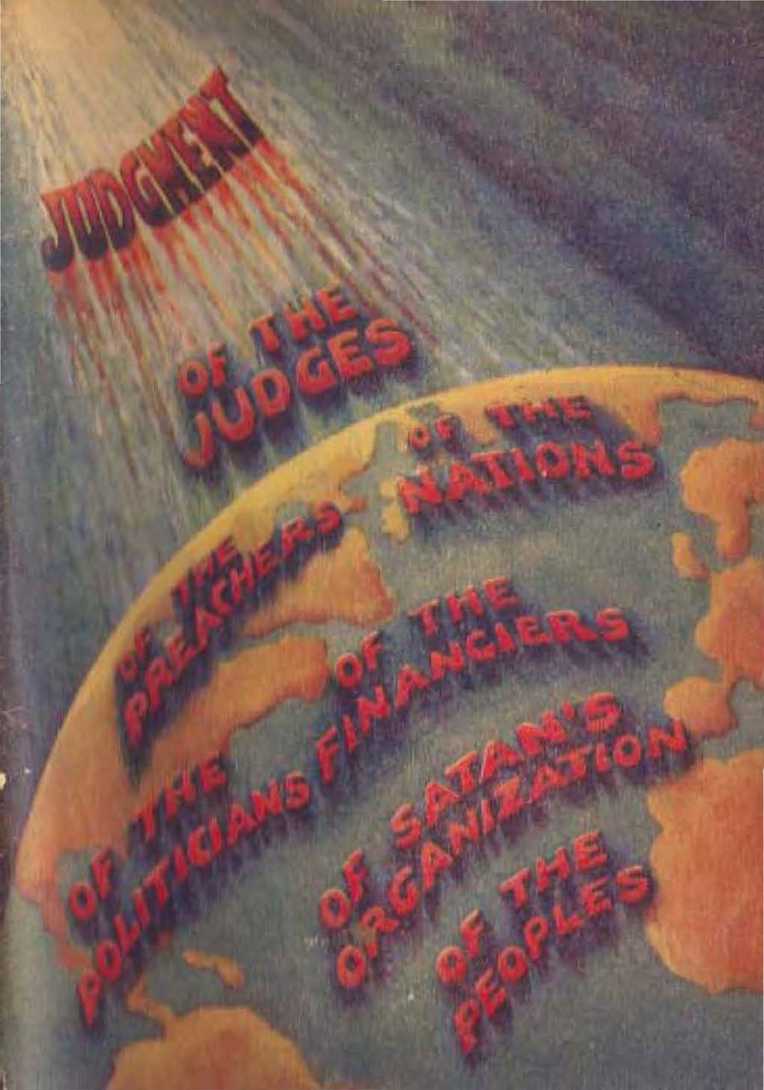 JUDGMENT
OF THE
JUDGES
OF THE
NATIONS
OF THE
PREACHERS
OF THE
FINANCIERS
OF THE
POLITICIANS
OF SATAN'S
ORGANIZATION
OF THE
PEOPLES